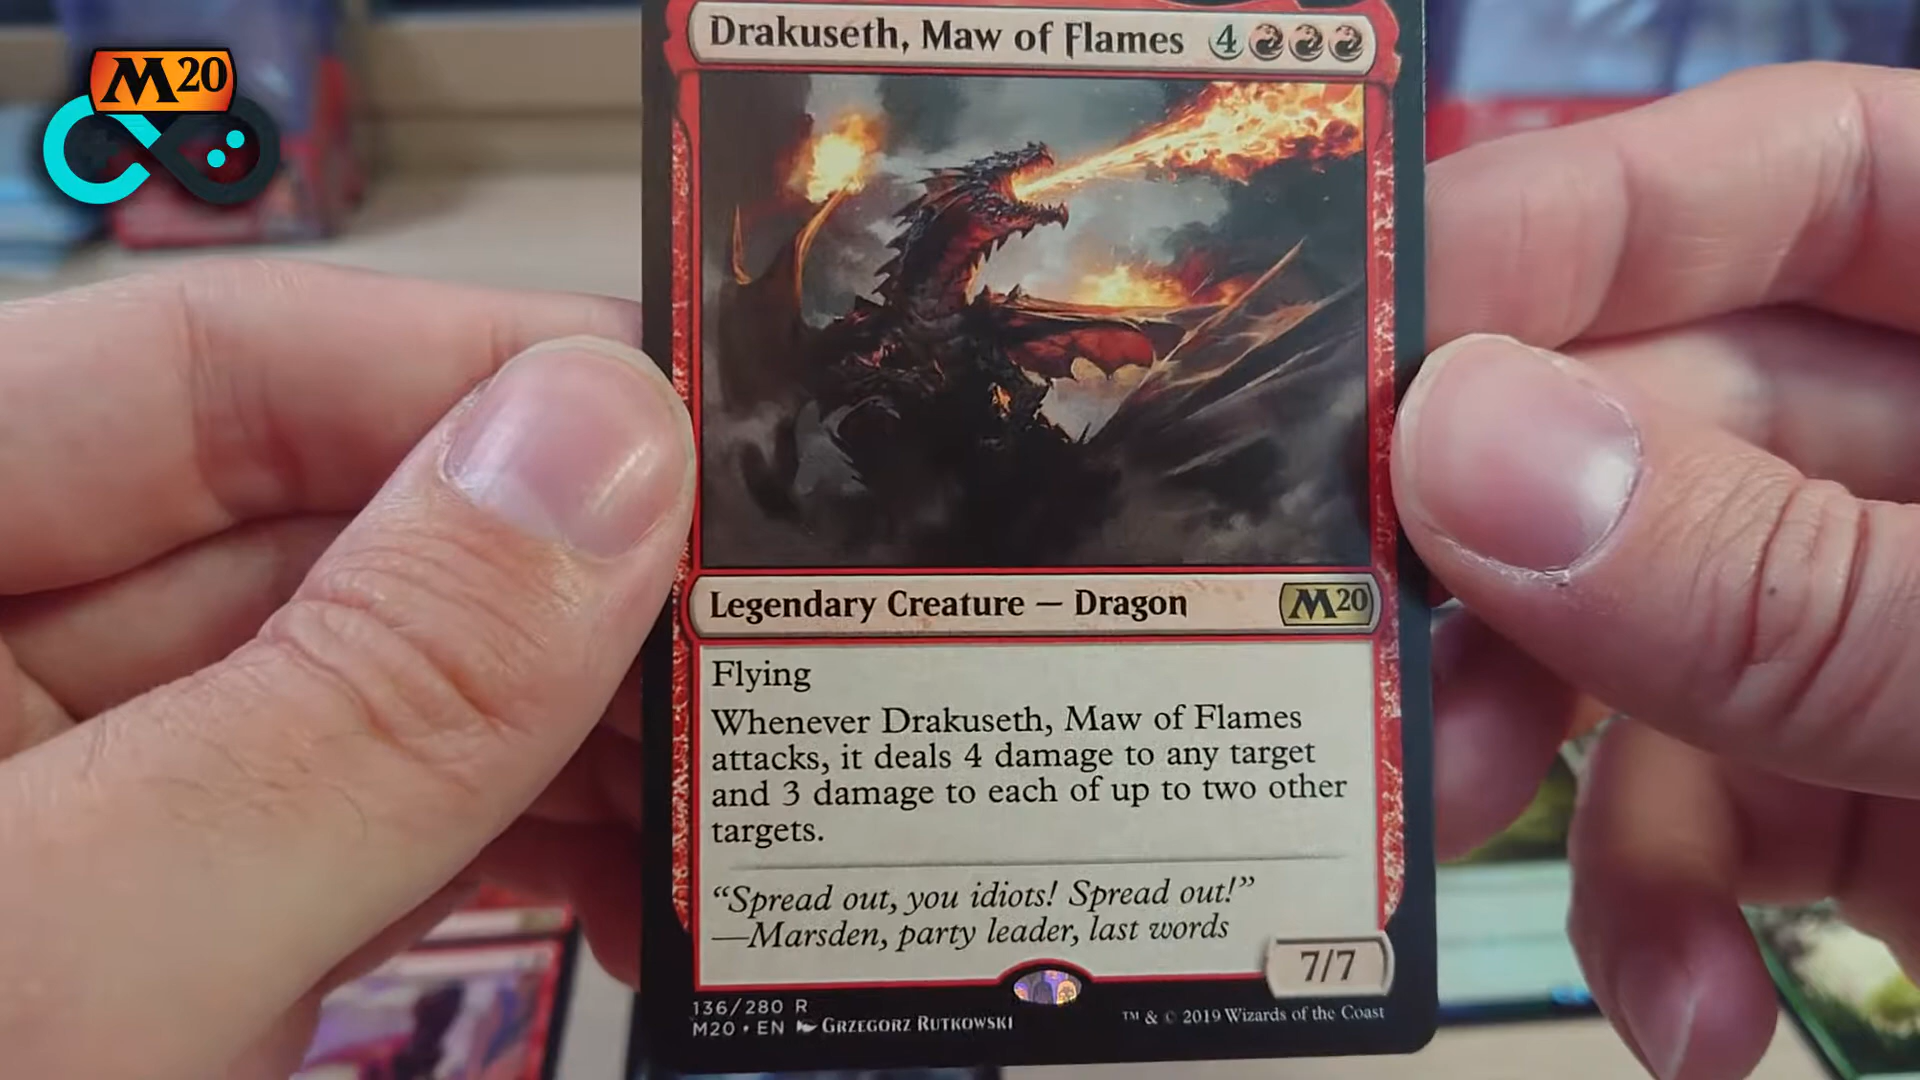 M20
Drakuseth, Maw of Flames 4
Legendary Creature — Dragon
M20
Flying
Whenever Drakuseth, Maw of Flames
attacks, it deals 4 damage to any target
and 3 damage to each of up to two other
targets.
“Spread out, you idiots! Spread out!”
—Marsden, party leader, last words
7/7
136/280 R
M20 • EN Grzegorz Rutkowski
™ & © 2019 Wizards of the Coast